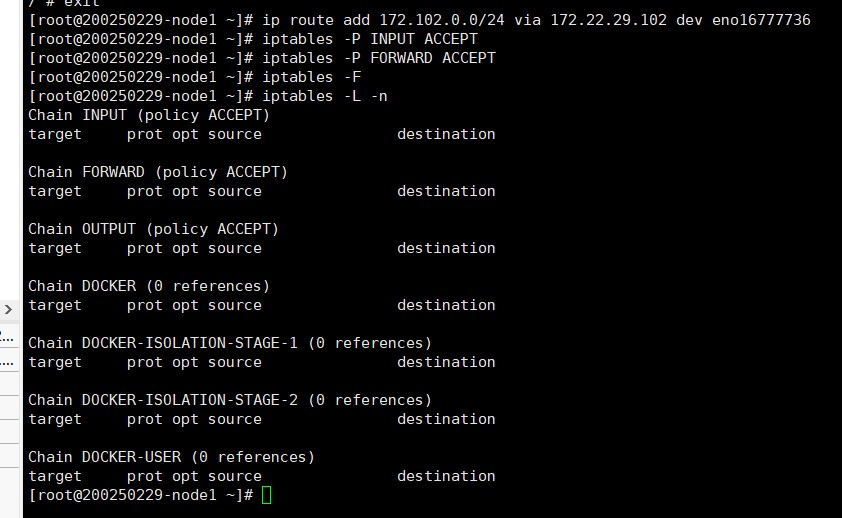 / # exit
[root@200250229-node1 ~]# ip route add 172.102.0.0/24 via 172.22.29.102 dev eno16777736
[root@200250229-node1 ~]# iptables -P INPUT ACCEPT
[root@200250229-node1 ~]# iptables -P FORWARD ACCEPT
[root@200250229-node1 ~]# iptables -F
[root@200250229-node1 ~]# iptables -L -n
Chain INPUT (policy ACCEPT)
target     prot opt source               destination

Chain FORWARD (policy ACCEPT)
target     prot opt source               destination

Chain OUTPUT (policy ACCEPT)
target     prot opt source               destination

Chain DOCKER (0 references)
target     prot opt source               destination

Chain DOCKER-ISOLATION-STAGE-1 (0 references)
target     prot opt source               destination

Chain DOCKER-ISOLATION-STAGE-2 (0 references)
target     prot opt source               destination

Chain DOCKER-USER (0 references)
target     prot opt source               destination
[root@200250229-node1 ~]#